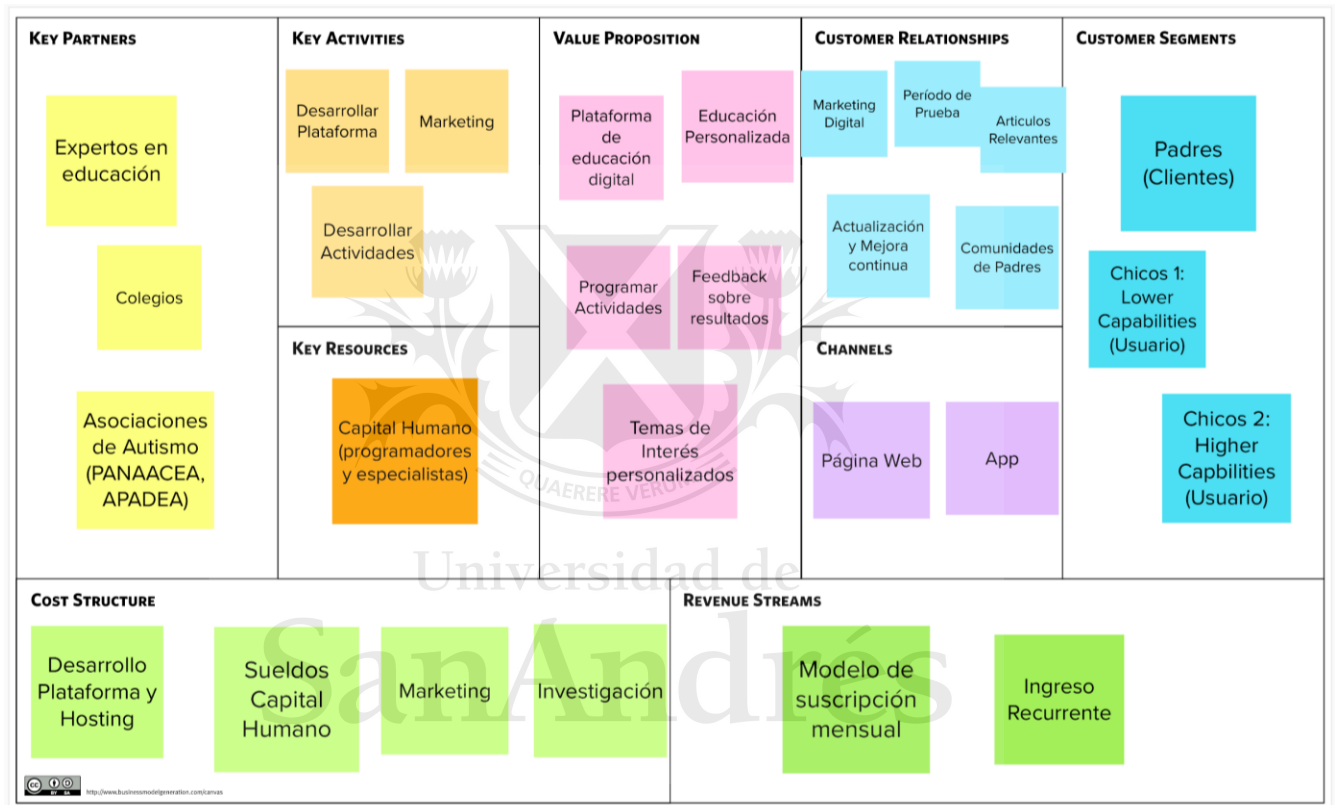 KEY PARTNERS
Expertos en
educación
Colegios
Asociaciones
de Autismo
(PANAACEA,
APADEA)
KEY ACTIVITIES
Desarrollar
Plataforma
Marketing
Desarrollar
Actividades
KEY RESOURCES
Capital Humano
(programadores
y especialistas)
VALUE PROPOSITION
Plataforma
de
educación
digital
Educación
Personalizada
Programar
Actividades
Feedback
sobre
resultados
Temas de
Interés
personalizados
CUSTOMER RELATIONSHIPS
Marketing
Digital
Período de
Prueba
Articulos
Relevantes
Actualización
y Mejora
continua
Comunidades
de Padres
CHANNELS
Página Web
App
CUSTOMER SEGMENTS
Padres
(Clientes)
Chicos 1:
Lower
Capabilities
(Usuario)
Chicos 2:
Higher
Capbilities
(Usuario)
COST STRUCTURE
Desarrollo
Plataforma y
Hosting
Sueldos
Capital
Humano
Marketing
Investigación
REVENUE STREAMS
Modelo de
suscripción
mensual
Ingreso
Recurrente
QUAERERE VERUM
Universidad de
SanAndrés
cc BY SA
http://www.businessmodelgeneration.com/canvas